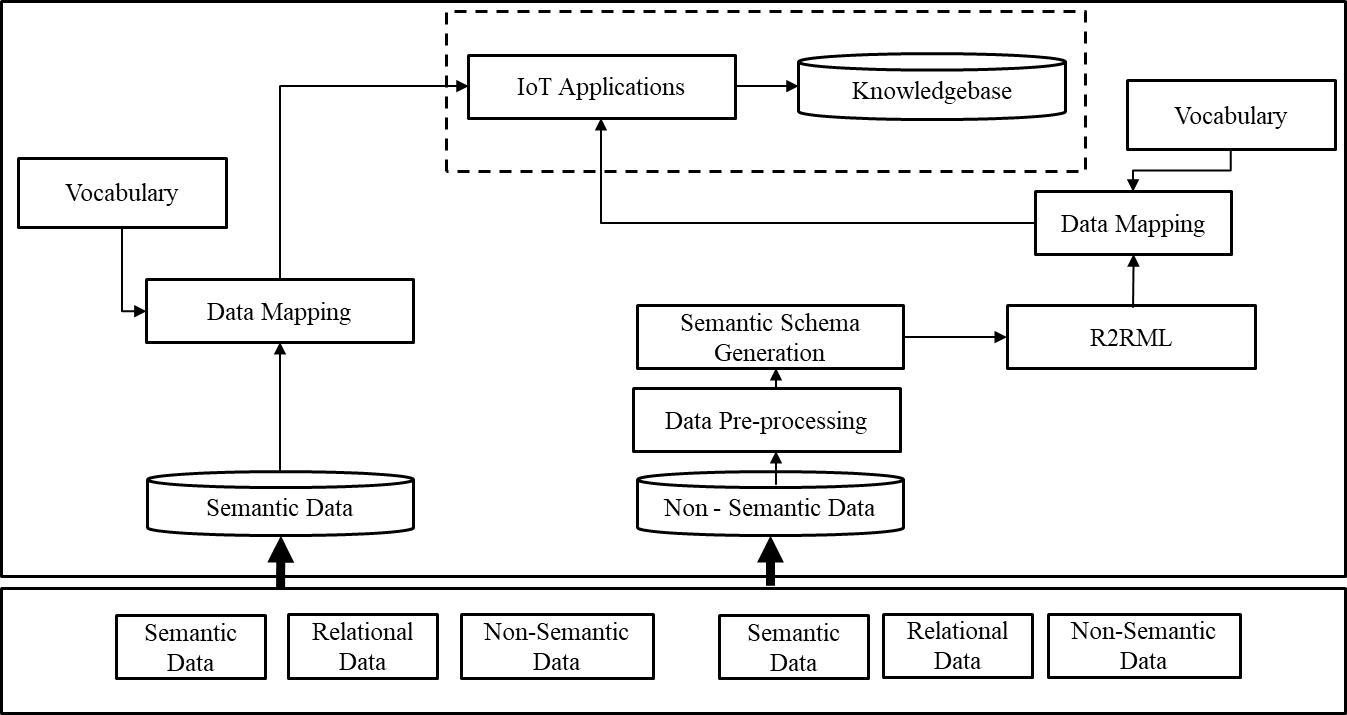 IoT Applications
Knowledgebase
Vocabulary
Vocabulary
Data Mapping
Data Mapping
Semantic Schema
Generation
R2RML
Data Pre-processing
Semantic Data
Non - Semantic Data
Semantic
Data
Relational
Data
Non-Semantic
Data
Semantic
Data
Relational
Data
Non-Semantic
Data